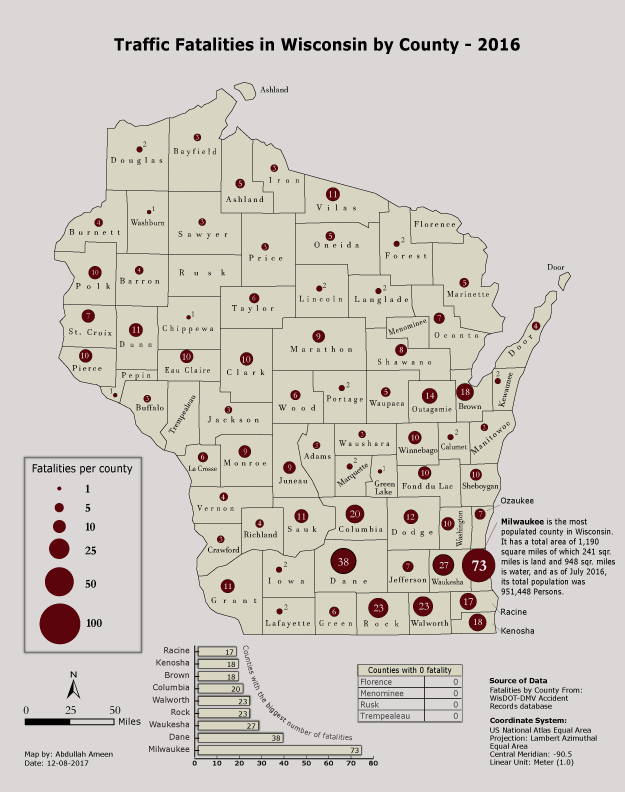 Traffic Fatalities in Wisconsin by County - 2016
Ashland
3
Bayfield
2
Douglas
3
Iron
5
Ashland
11
Vilas
1
Washburn
4
Burnett
3
Sawyer
Florence
5
Oneida
2
Forest
3
Price
Door
10
Polk
4
Barron
Rusk
5
Marinette
2
Lincoln
2
Langlade
6
Taylor
7
St. Croix
11
Dunn
1
Chippewa
Menominee
7
Oconto
4
Door
9
Marathon
8
Shawano
10
Pierce
10
Eau Claire
10
Clark
Pepin
1
2
Kewaunee
18
Brown
3
Buffalo
Trempealeau
3
Jackson
6
Wood
2
Portage
5
Waupaca
14
Outagamie
3
Waushara
10
Winnebago
2
Calumet
2
Manitowoc
6
La Crosse
9
Monroe
9
Juneau
3
Adams
2
Marquette
1
Green
Lake
10
Fond du Lac
10
Sheboygan
4
Vernon
4
Richland
11
Sauk
20
Columbia
12
Dodge
10
Washington
7
Ozaukee
3
Crawford
11
Grant
2
Iowa
38
Dane
7
Jefferson
27
Waukesha
73
Milwaukee is the most
populated county in Wisconsin.
It has a total area of 1,190
square miles of which 241 sqr.
miles is land and 948 sqr. miles
is water, and as of July 2016,
its total population was
951,448 Persons.
2
Lafayette
6
Green
23
Rock
23
Walworth
17
Racine
18
Kenosha
Fatalities per county
1
5
10
25
50
100
N
0 25 50
Miles
Map by: Abdullah Ameen
Date: 12-08-2017
Racine 17
Kenosha 18
Brown 18
Columbia 20
Walworth 23
Rock 23
Waukesha 27
Dane 38
Milwaukee 73
0 10 20 30 40 50 60 70 80
Counties with the biggest number of fatalities
Counties with 0 fatality
Florence 0
Menominee 0
Rusk 0
Trempealeau 0
Source of Data
Fatalities by County From:
WisDOT-DMV Accident
Records database
Coordinate System:
US National Atlas Equal Area
Projection: Lambert Azimuthal
Equal Area
Central Meridian: -90.5
Linear Unit: Meter (1.0)